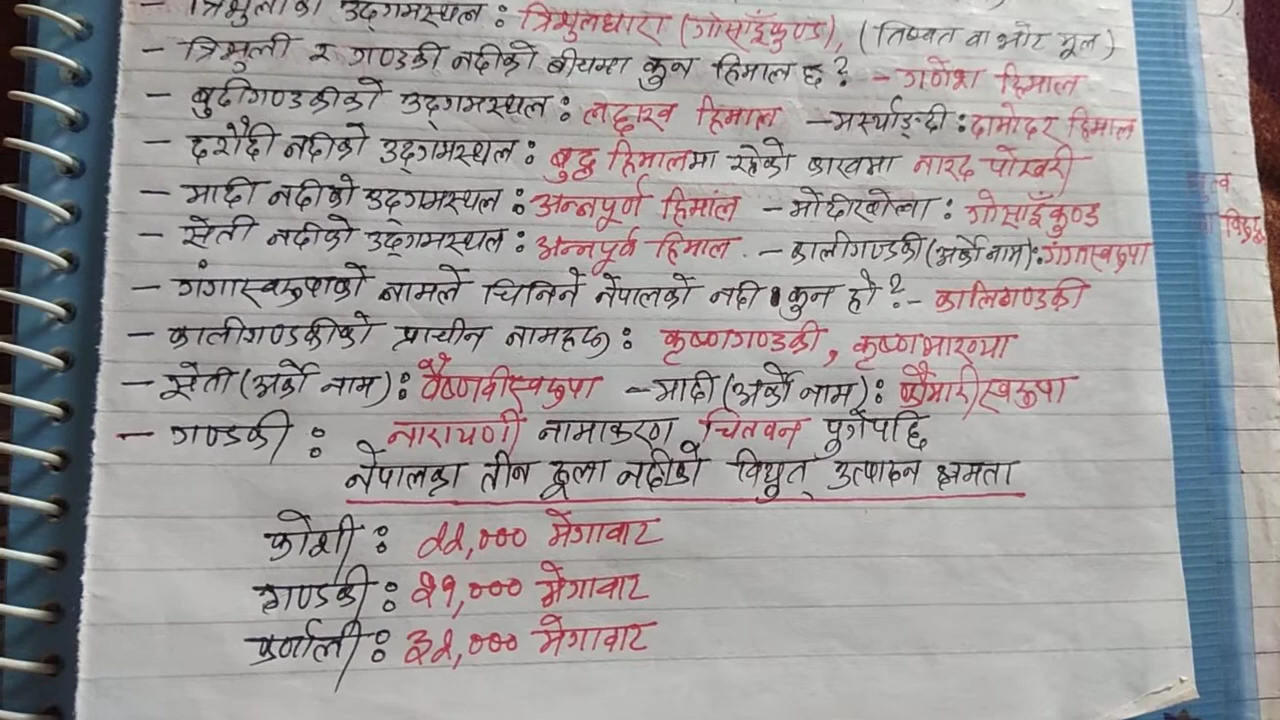 - त्रिशुलीको उद्गमस्थल : त्रिशुलधारा (गोसाइँकुण्ड), (तिब्बत वा भोट मूल)
- त्रिशुली र गण्डकी नदीको बीचमा कुन हिमाल छ? - गणेश हिमाल
- बुढीगण्डकीको उद्गमस्थल : लद्दाख हिमाल - मर्स्याङ्दी : दामोदर हिमाल
- दरौदी नदीको उद्गमस्थल : बुद्ध हिमालमा रहेको काखमा नारद पोखरी
- मादी नदीको उद्गमस्थल : अन्नपूर्ण हिमाल - मोदीखोला : गोसाइँकुण्ड
- सेती नदीको उद्गमस्थल : अन्नपूर्ण हिमाल - कालीगण्डकी (अर्को नाम) : गंगास्वरुपा
- गंगास्वरुपाको नामले चिनिने नेपालको नदी कुन हो? - कालिगण्डकी
- कालीगण्डकीको प्राचीन नामहरु : कृष्णगण्डकी,
- सेती (अर्को नाम) : वैष्णवीस्वरुपा - मादी (अर्को नाम) : कौमारीस्वरुपा
- गण्डकी : नारायणी नामाकरण चितवन पुगेपछि
नेपालका तीन ठूला नदीको विधुत् उत्पादन क्षमता
कोशी : २२,००० मेगावाट
गण्डकी : २१,००० मेगावाट
कर्णाली : ३२,००० मेगावाट